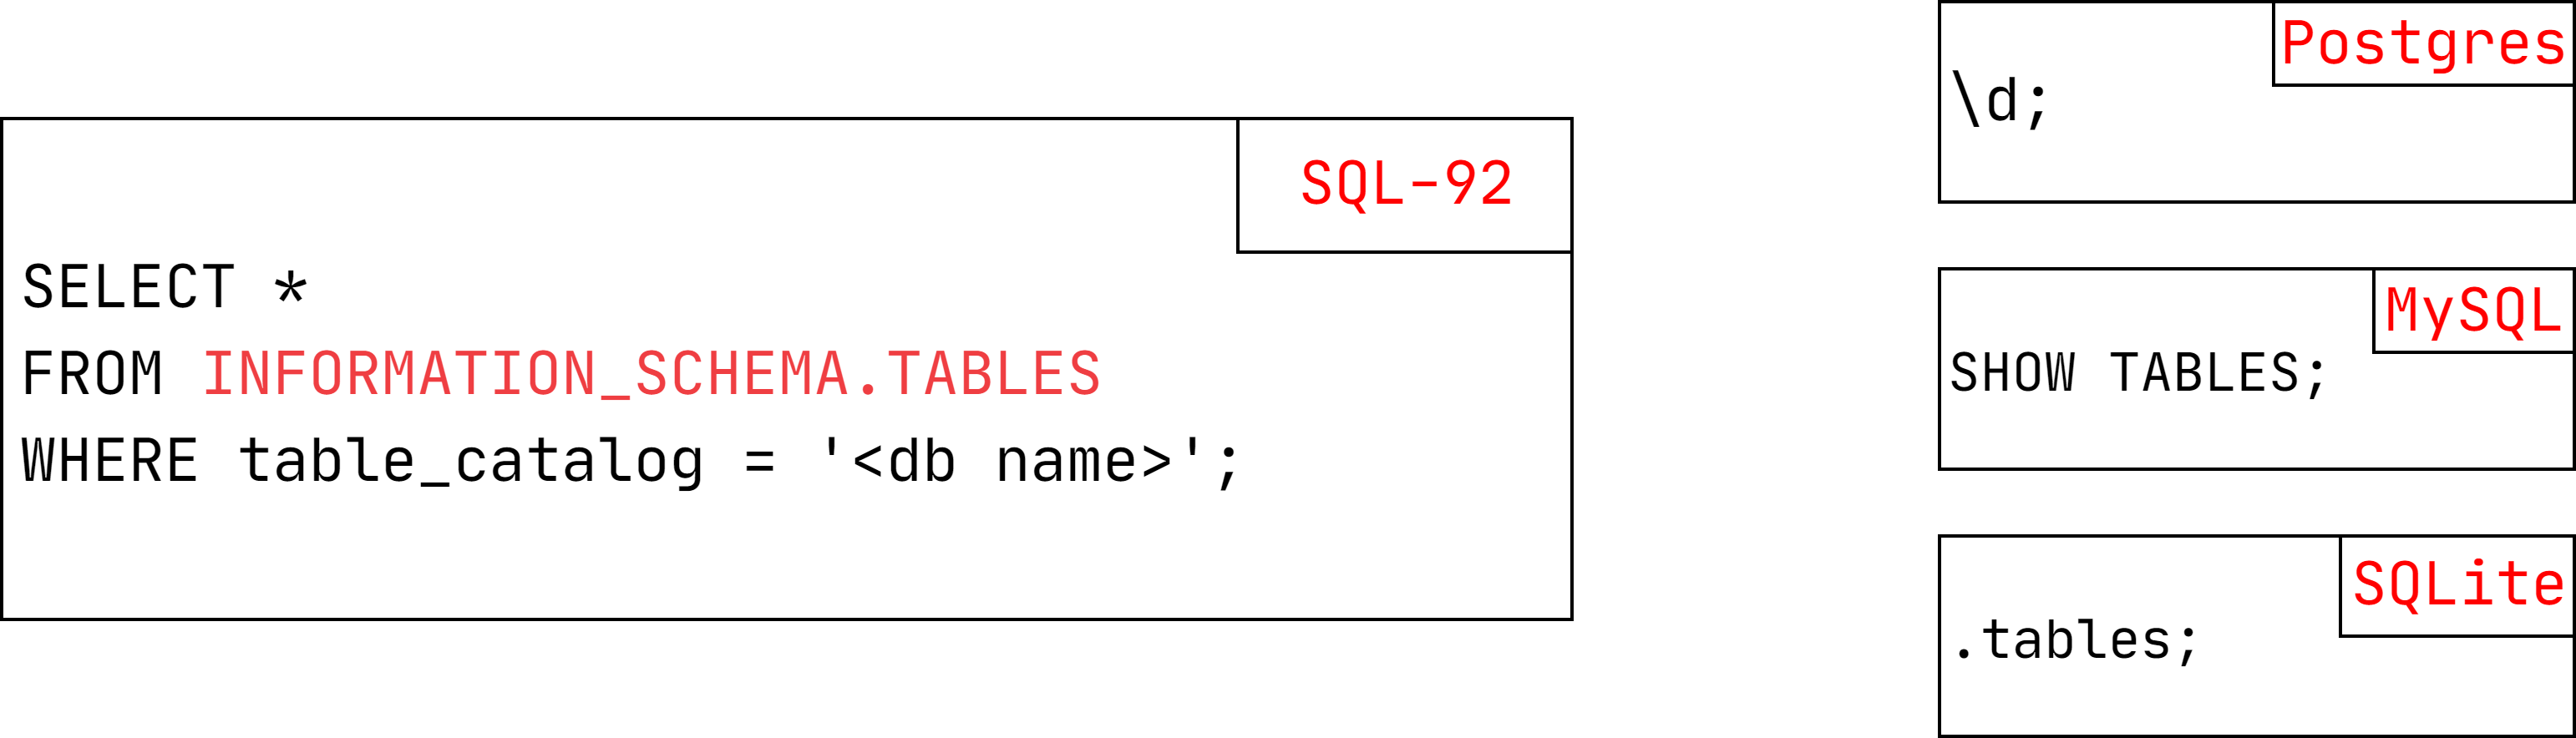 SQL-92
SELECT *
FROM INFORMATION_SCHEMA.TABLES
WHERE table_catalog = '<db name>';
Postgres
\d;
MySQL
SHOW TABLES;
SQLite
.tables;